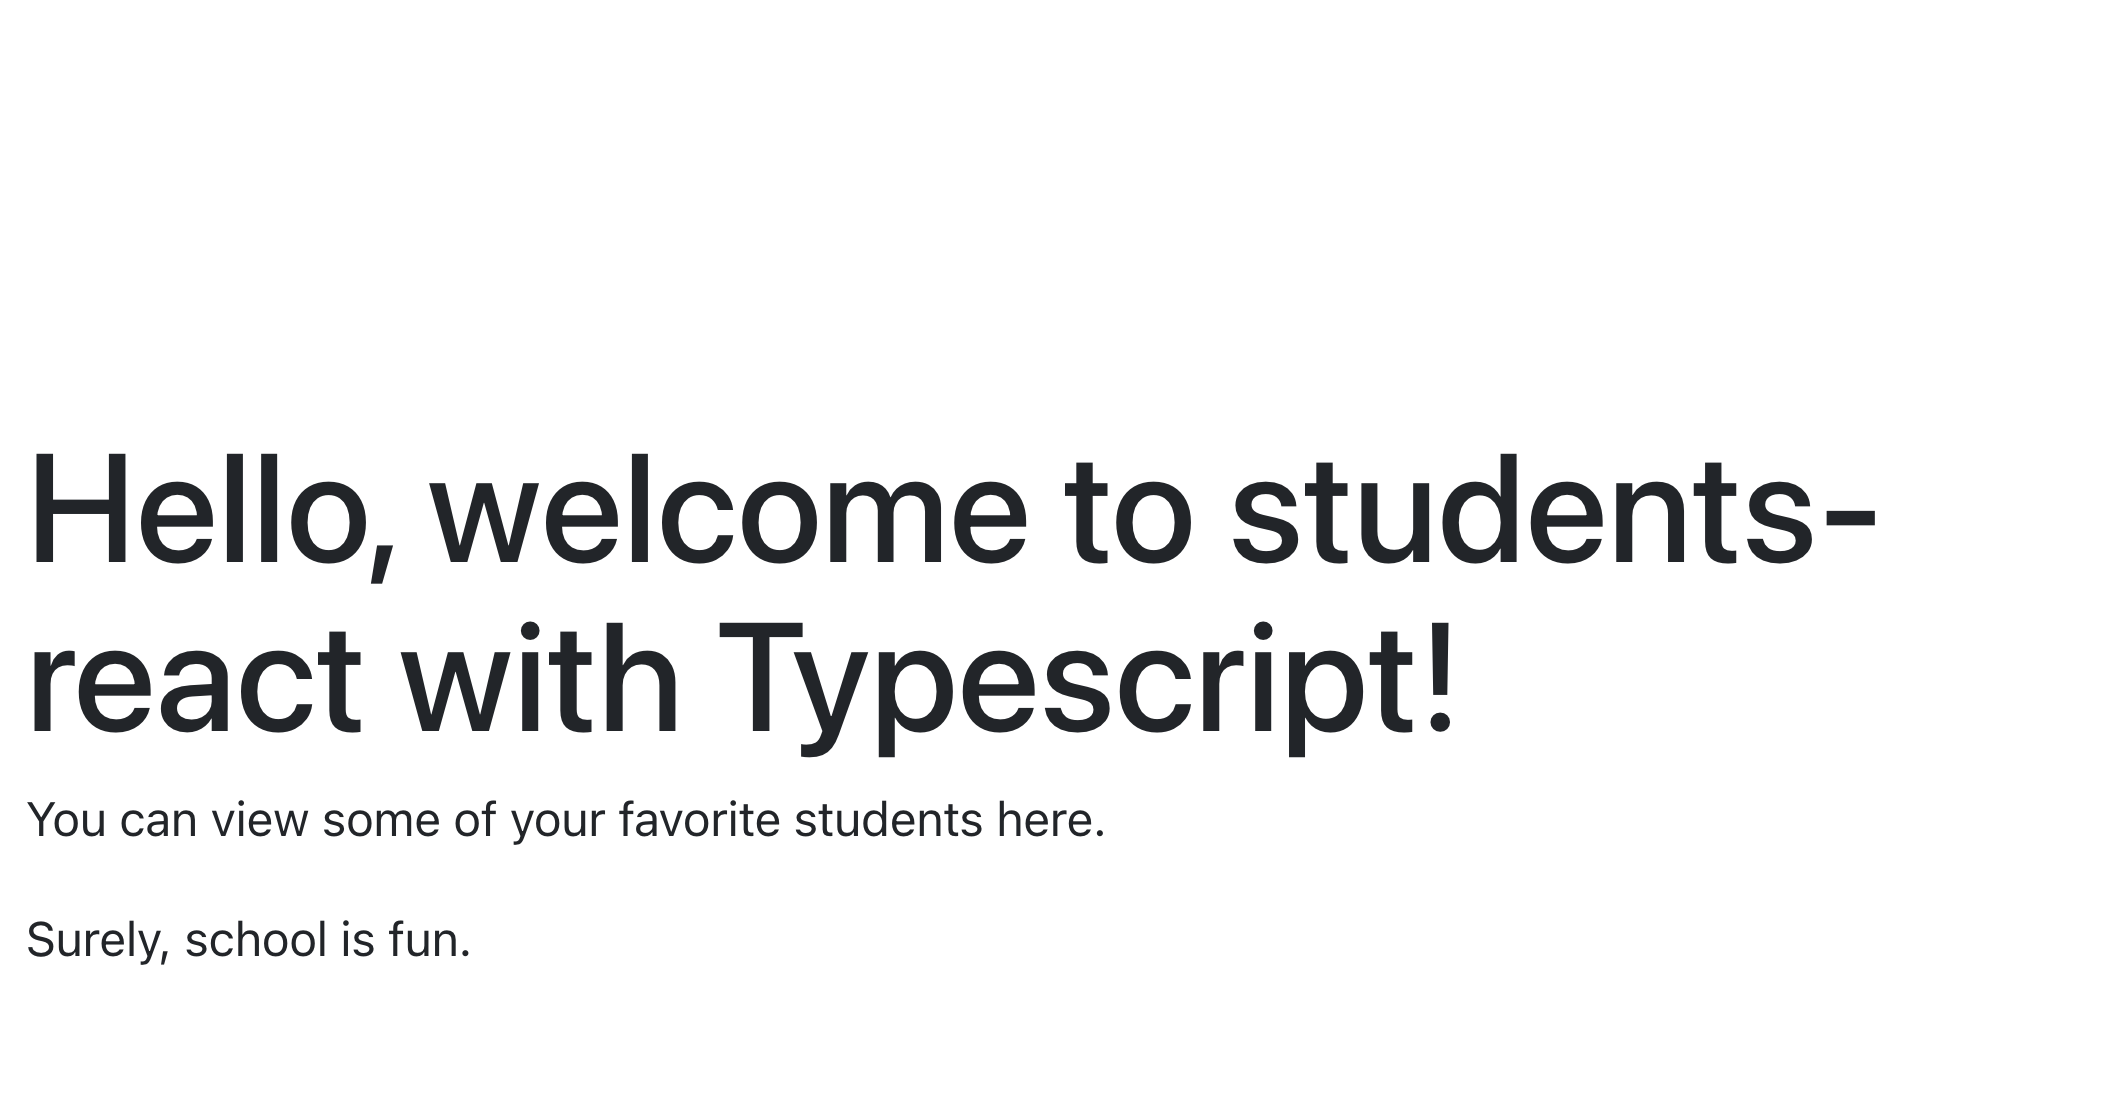 Hello, welcome to students-
react with Typescript!
You can view some of your favorite students here.
Surely, school is fun.